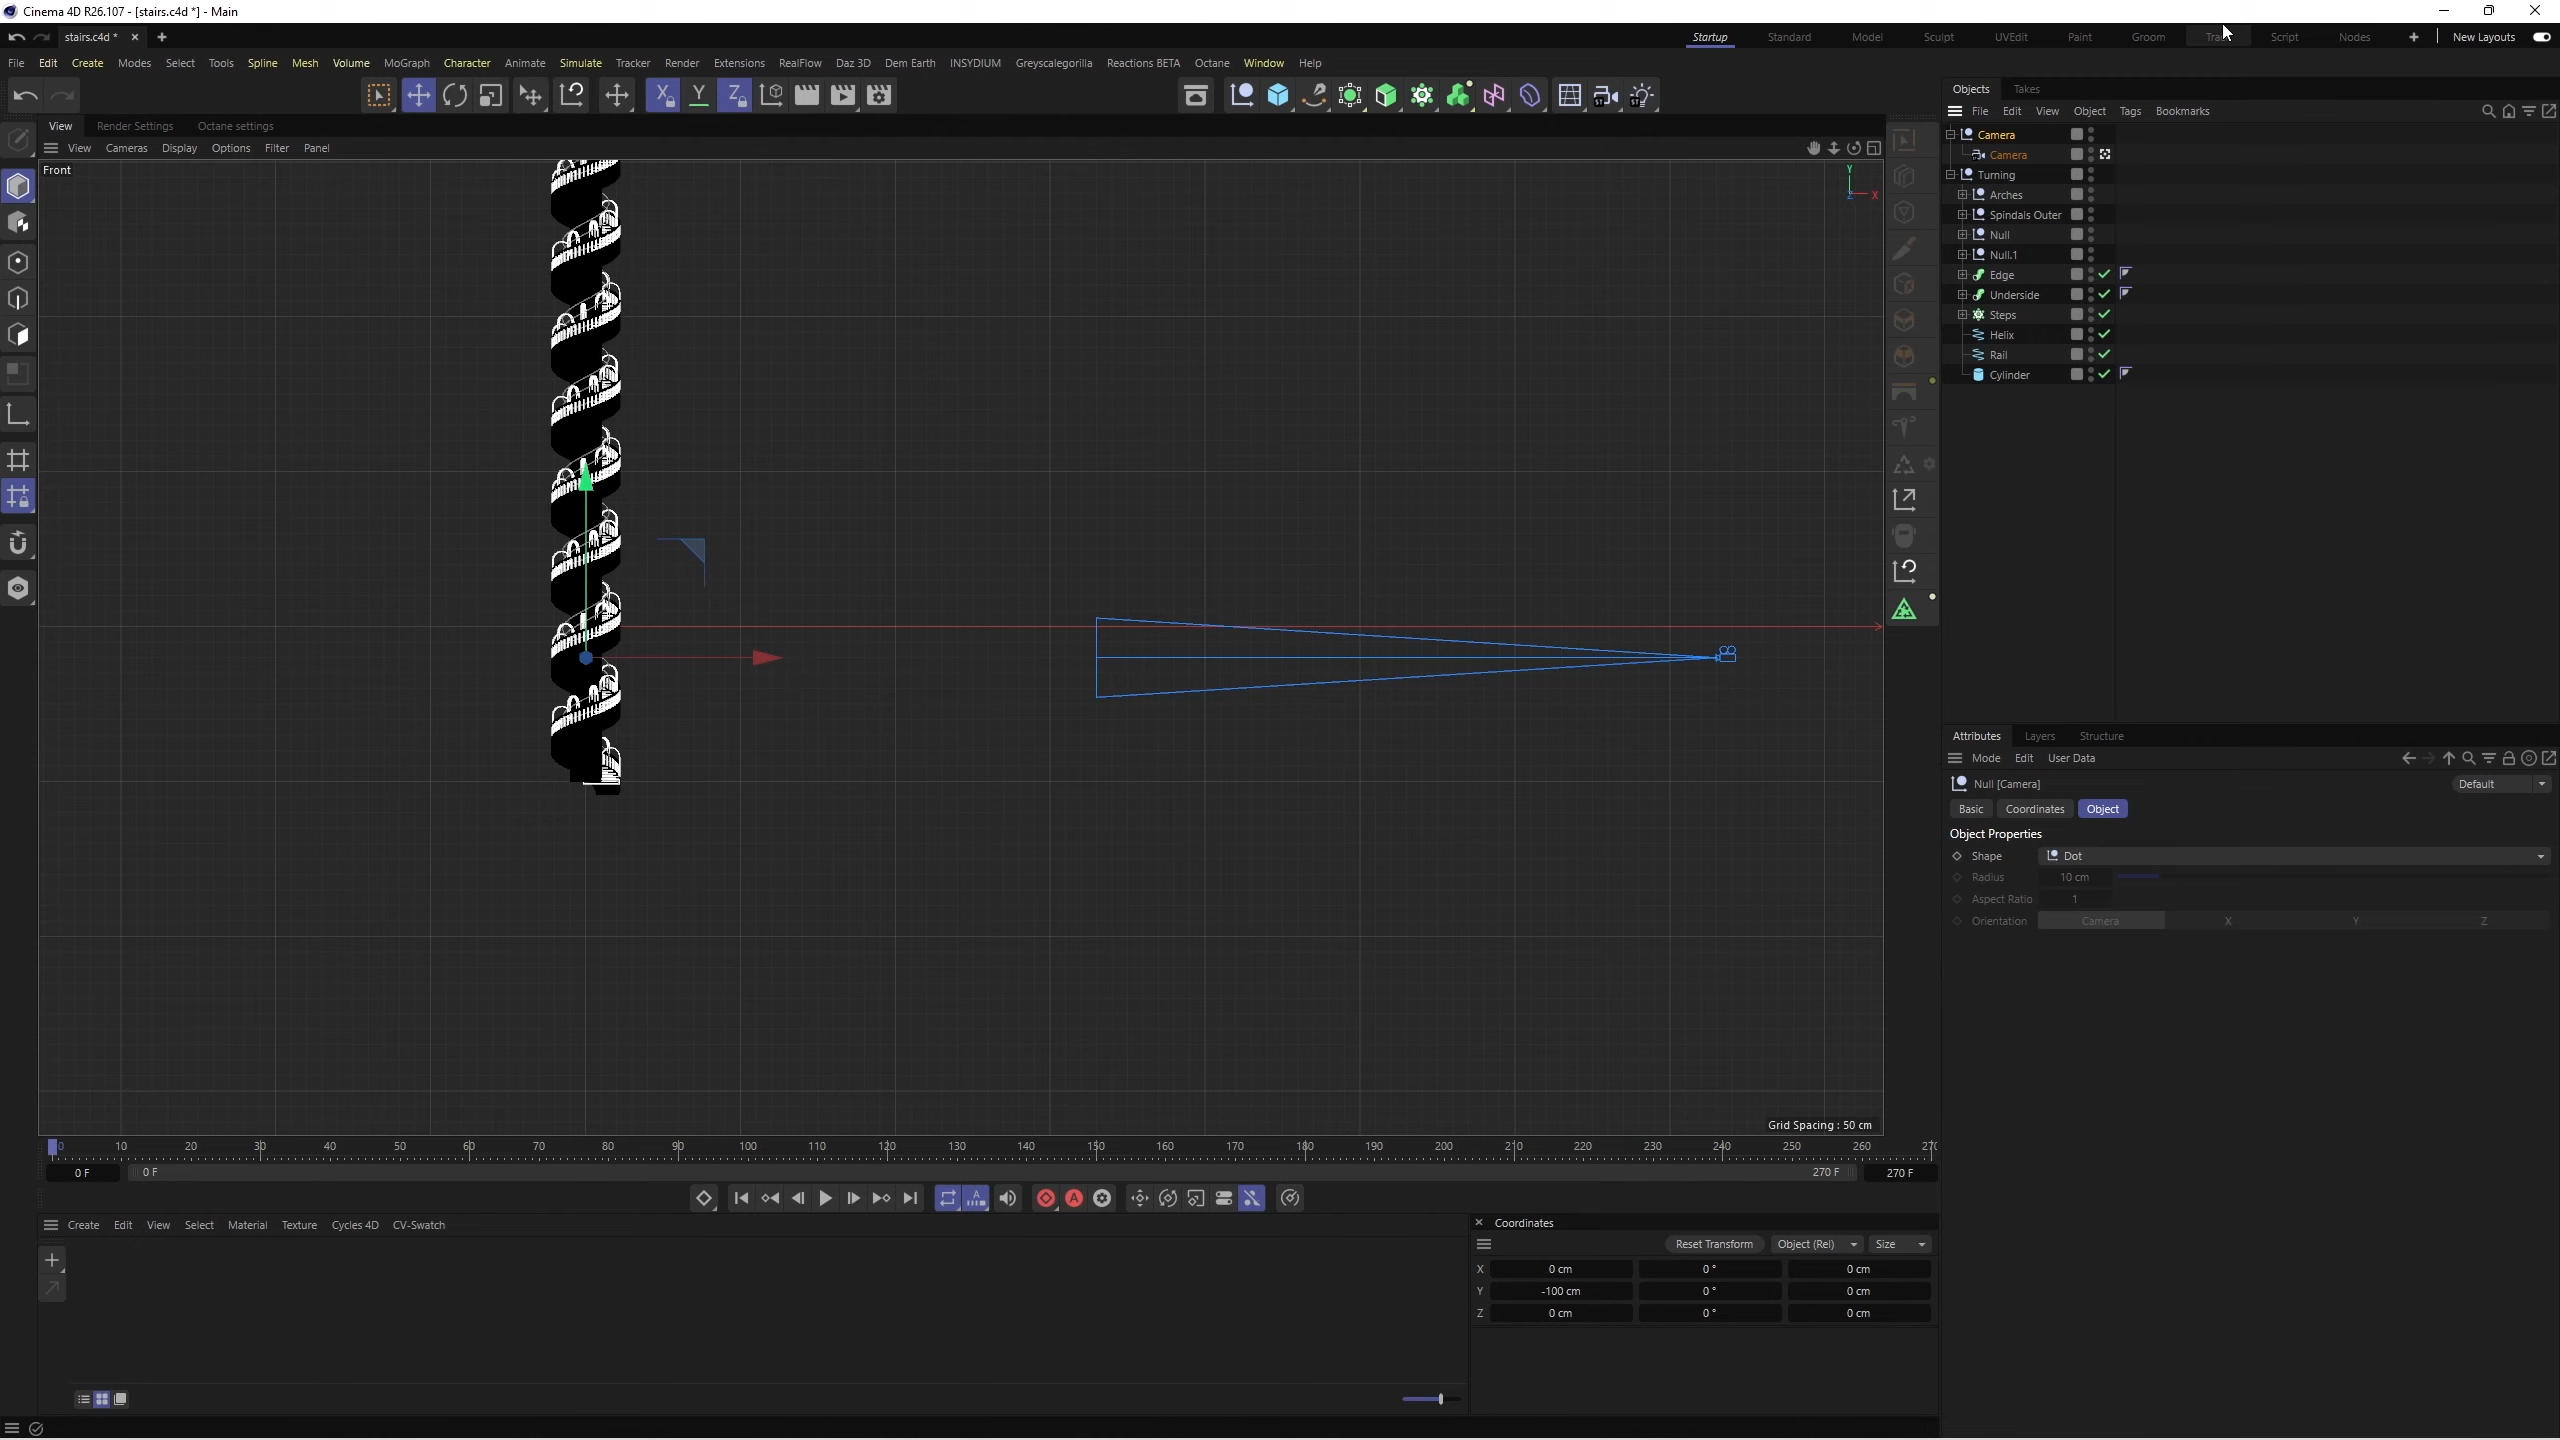 Cinema 4D R26.107 - [stairs.c4d *] - Main
stairs.c4d *
Startup Standard Model Sculpt UVEdit Paint Groom Script Nodes New Layouts
File Edit Create Modes Select Tools Spline Mesh Volume MoGraph Character Animate Simulate Tracker Render Extensions RealFlow Daz 3D Dem Earth INSYDIUM Greyscalegorilla Reactions BETA Octane Window Help
X Y Z
Objects Takes
File Edit View Object Tags Bookmarks
View Render Settings Octane settings
View Cameras Display Options Filter Panel
Front
Y
Z X
Camera
Camera
Turning
Arches
Spindals Outer
Null
Null.1
Edge
Underside
Steps
Helix
Rail
Cylinder
Attributes Layers Structure
Mode Edit User Data
Null [Camera]
Default
Basic Coordinates Object
Object Properties
Shape Dot
Radius 10 cm
Aspect Ratio 1
Orientation Camera X Y Z
Grid Spacing : 50 cm
0 10 20 30 40 50 60 70 80 90 100 110 120 130 140 150 160 170 180 190 200 210 220 230 240 250 260 270
0 F 0 F 270 F 270 F
Create Edit View Select Material Texture Cycles 4D CV-Swatch
Coordinates
Reset Transform Object (Rel) Size
X 0 cm 0 ° 0 cm
Y -100 cm 0 ° 0 cm
Z 0 cm 0 ° 0 cm